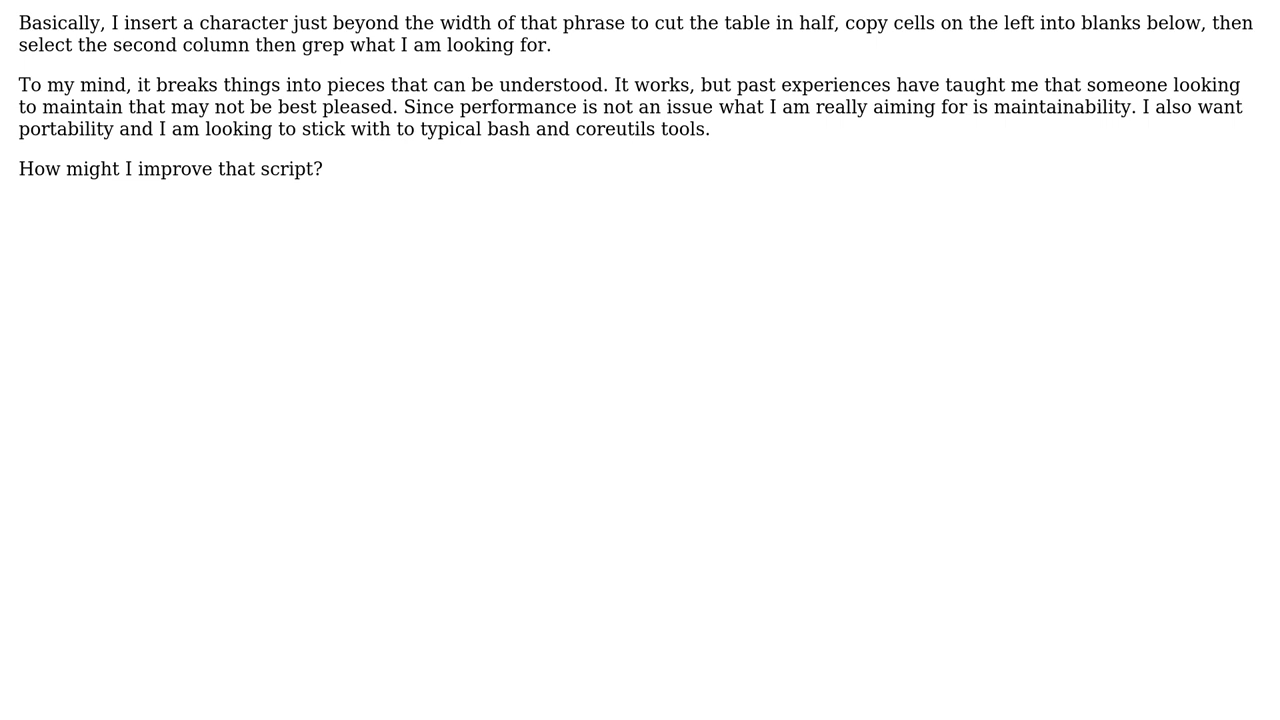 Basically, I insert a character just beyond the width of that phrase to cut the table in half, copy cells on the left into blanks below, then
select the second column then grep what I am looking for.
To my mind, it breaks things into pieces that can be understood. It works, but past experiences have taught me that someone looking
to maintain that may not be best pleased. Since performance is not an issue what I am really aiming for is maintainability. I also want
portability and I am looking to stick with to typical bash and coreutils tools.
How might I improve that script?